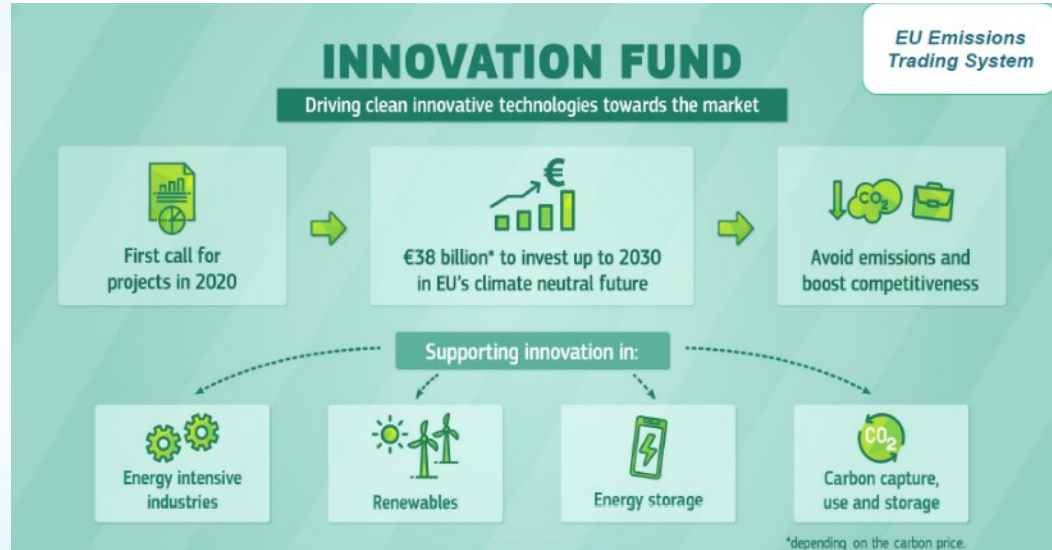 EU Emissions
Trading System
INNOVATION FUND
Driving clean innovative technologies towards the market
First call for
projects in 2020
€
€38 billion* to invest up to 2030
in EU's climate neutral future
CO₂
Avoid emissions and
boost competitiveness
Supporting innovation in:
Energy intensive
industries
Renewables
Energy storage
CO₂
Carbon capture,
use and storage
*depending on the carbon price.